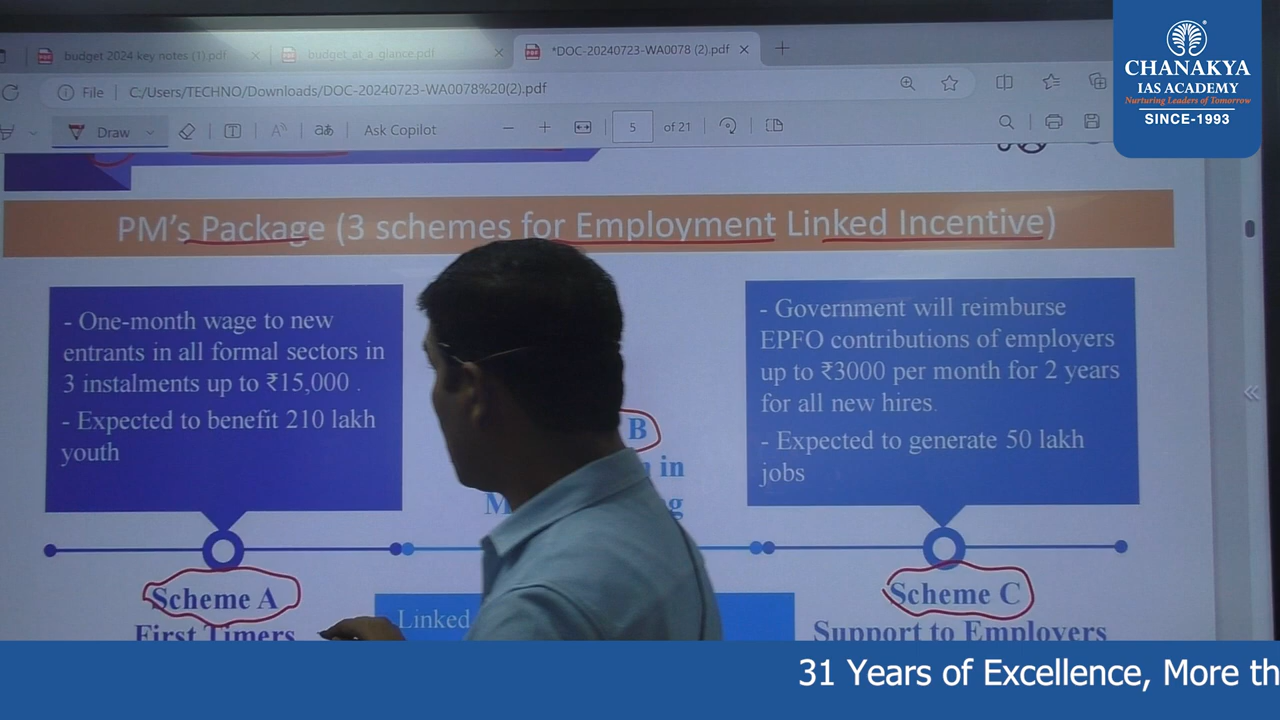 budget 2024 key notes (1).pdf
budget at a glance.pdf
*DOC-20240723-WA0078 (2).pdf
File
C:/Users/TECHNO/Downloads/DOC-20240723-WA0078%20(2).pdf
Draw
Ask Copilot
5
of 21
CHANAKYA
IAS ACADEMY
Nurturing Leaders of Tomorrow
SINCE-1993
PM's Package (3 schemes for Employment Linked Incentive)
- One-month wage to new
entrants in all formal sectors in
3 instalments up to ₹15,000 .
- Expected to benefit 210 lakh
youth
Scheme A
First Timers
B
in
Linked
- Government will reimburse
EPFO contributions of employers
up to ₹3000 per month for 2 years
for all new hires.
- Expected to generate 50 lakh
jobs
Scheme C
Support to Employers
31 Years of Excellence, More th